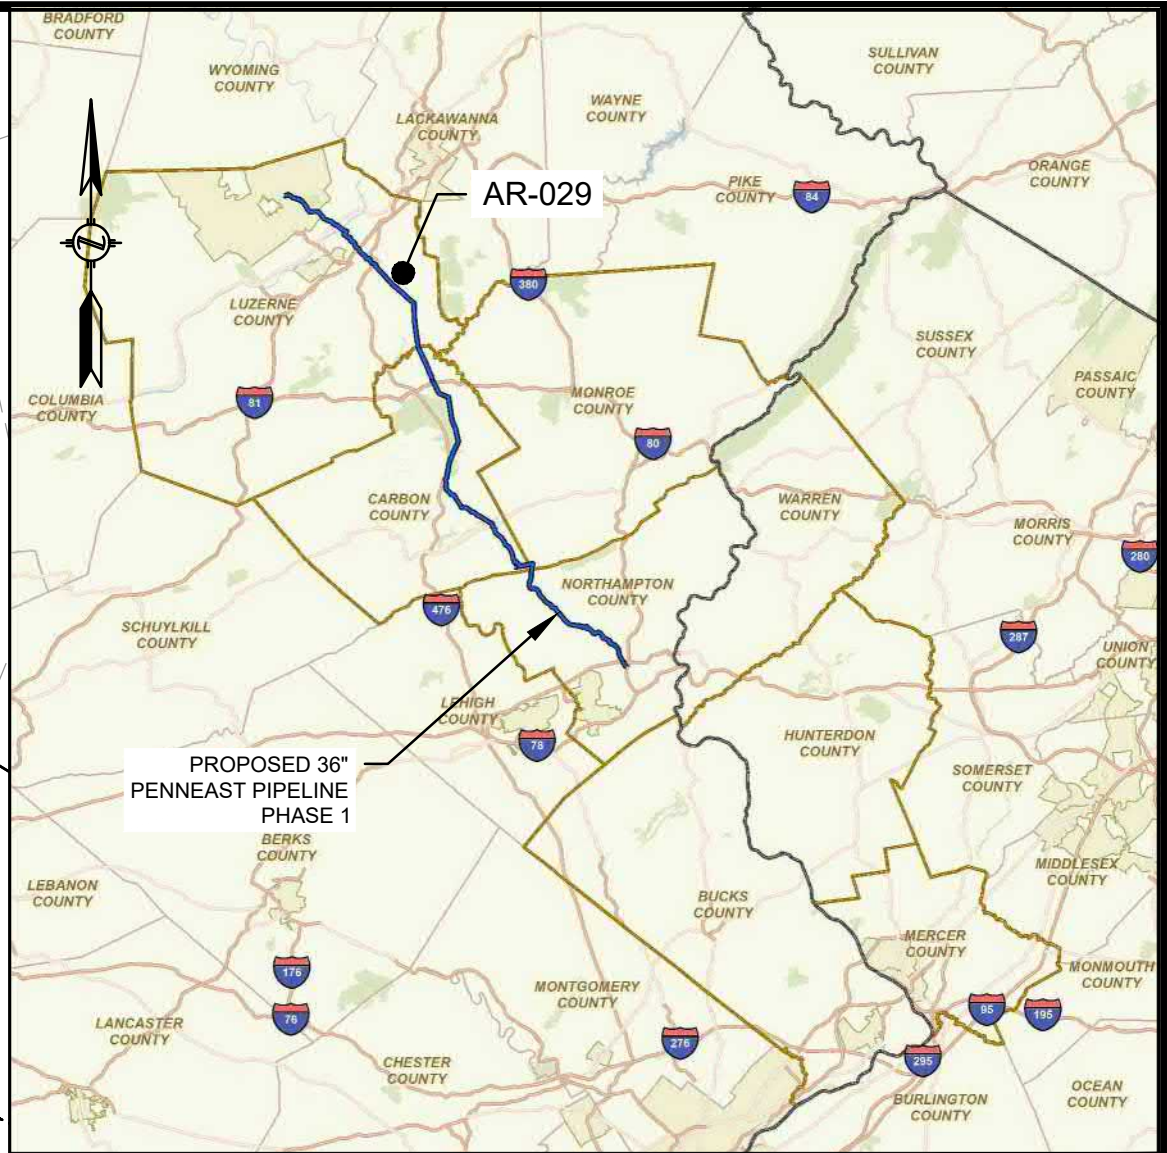 BRADFORD
COUNTY
WYOMING
COUNTY
SULLIVAN
COUNTY
WAYNE
COUNTY
LACKAWANNA
COUNTY
ORANGE
COUNTY
PIKE
COUNTY
84
AR-029
380
LUZERNE
COUNTY
SUSSEX
COUNTY
PASSAIC
COUNTY
COLUMBIA
COUNTY
81
MONROE
COUNTY
80
CARBON
COUNTY
WARREN
COUNTY
MORRIS
COUNTY
280
NORTHAMPTON
COUNTY
476
SCHUYLKILL
COUNTY
287
UNION
COUNTY
LEHIGH
COUNTY
78
HUNTERDON
COUNTY
PROPOSED 36"
PENNEAST PIPELINE
PHASE 1
SOMERSET
COUNTY
BERKS
COUNTY
MIDDLESEX
COUNTY
LEBANON
COUNTY
BUCKS
COUNTY
MERCER
COUNTY
176
MONTGOMERY
COUNTY
MONMOUTH
COUNTY
76
95
195
LANCASTER
COUNTY
276
CHESTER
COUNTY
295
BURLINGTON
COUNTY
OCEAN
COUNTY